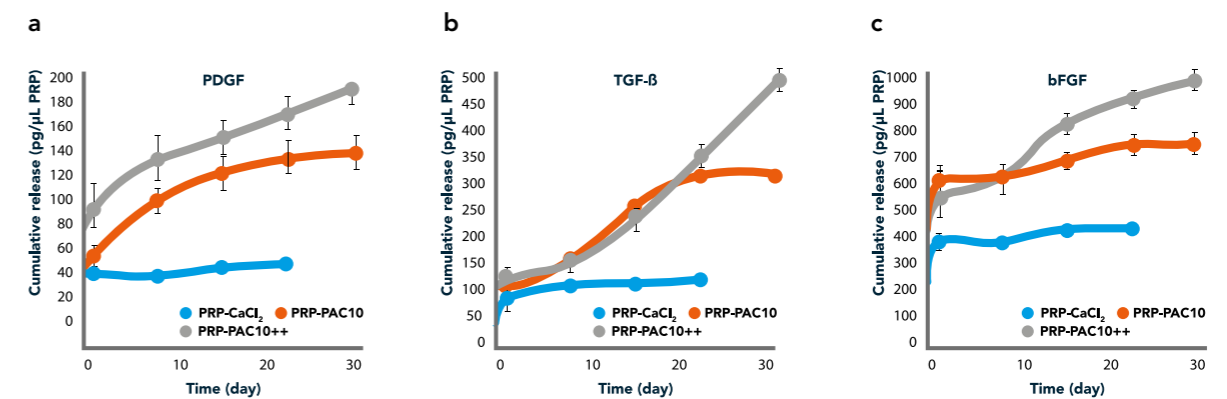 a
PDGF
Cumulative release (pg/µL PRP)
200
180
160
140
120
100
80
60
40
20
0
PRP-CaCl₂ PRP-PAC10
PRP-PAC10++
0 10 20 30
Time (day)
b
TGF-ß
Cumulative release (pg/µL PRP)
500
450
400
350
300
250
200
150
100
50
0
PRP-CaCl₂ PRP-PAC10
PRP-PAC10++
0 10 20 30
Time (day)
c
bFGF
Cumulative release (pg/µL PRP)
1000
900
800
700
600
500
400
300
200
100
0
PRP-CaCl₂ PRP-PAC10
PRP-PAC10++
0 10 20 30
Time (day)